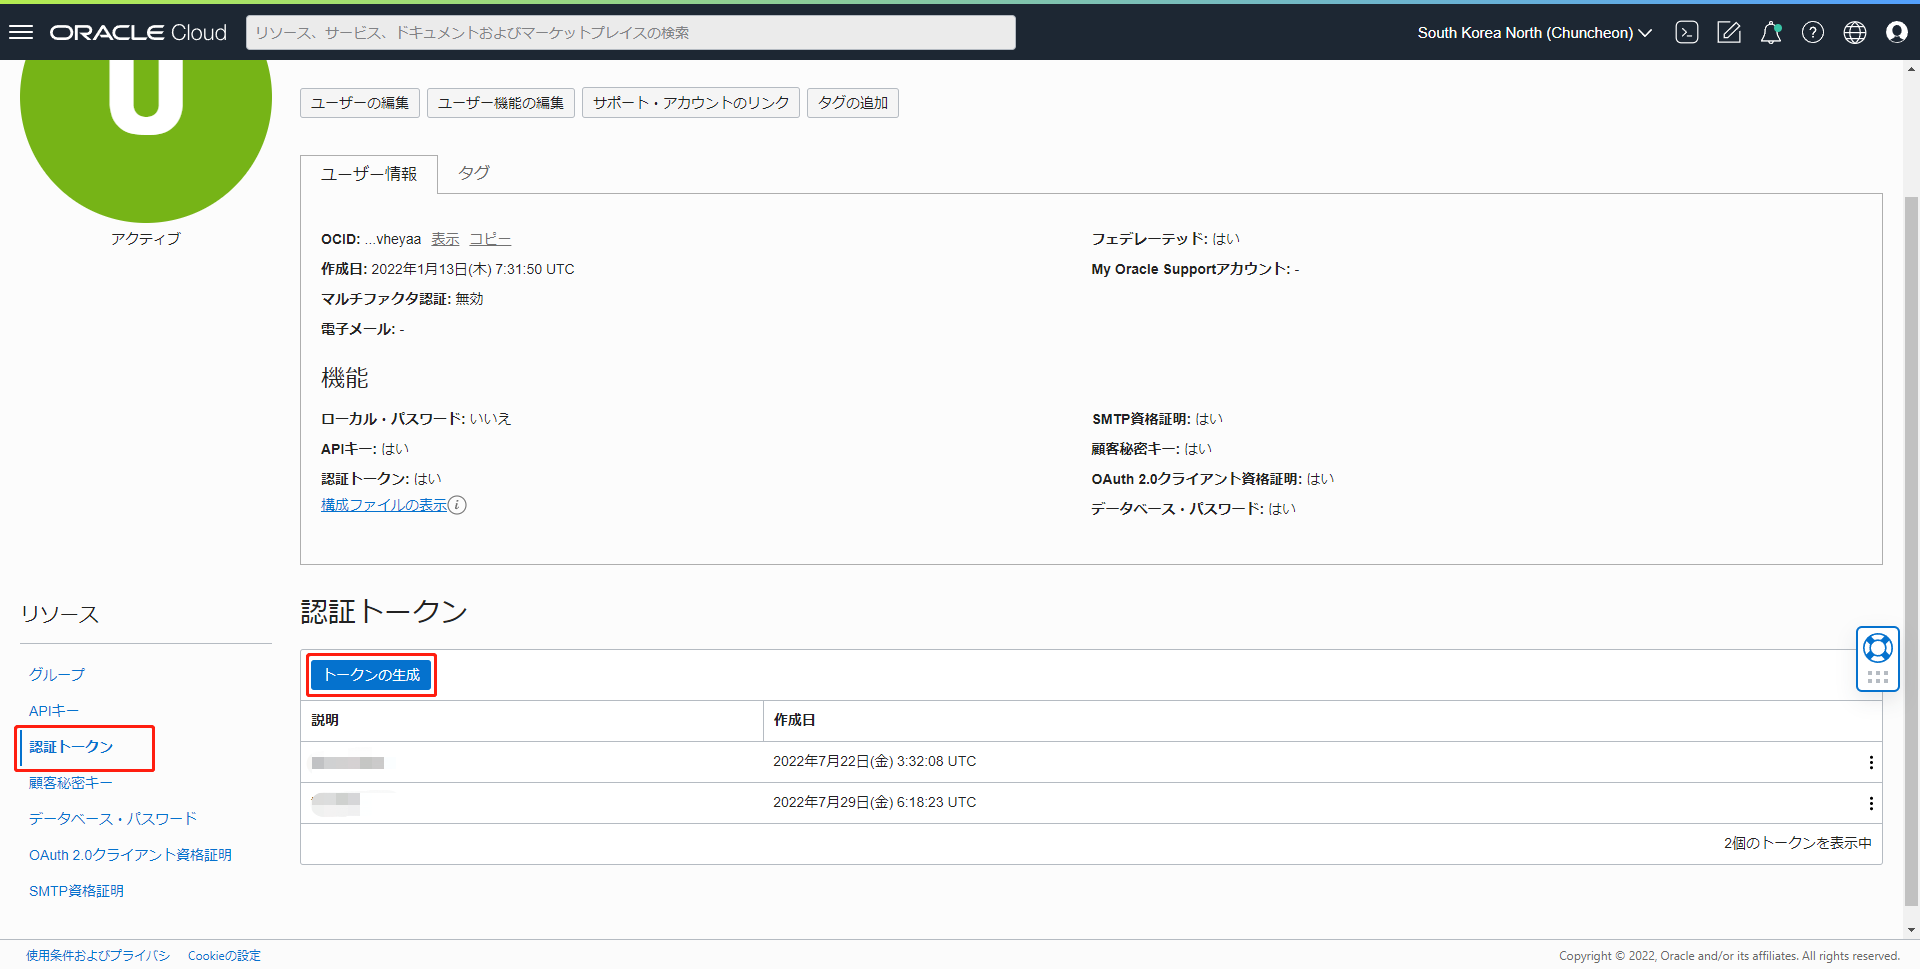 ORACLE Cloud
リソース、サービス、ドキュメントおよびマーケットプレイスの検索
South Korea North (Chuncheon)
U
アクティブ
ユーザーの編集 ユーザー機能の編集 サポート・アカウントのリンク タグの追加
ユーザー情報 タグ
OCID: ...vheyaa 表示 コピー
作成日: 2022年1月13日(木) 7:31:50 UTC
マルチファクタ認証: 無効
電子メール: -
フェデレーテッド: はい
My Oracle Supportアカウント: -
機能
ローカル・パスワード: いいえ
APIキー: はい
認証トークン: はい
構成ファイルの表示
SMTP資格証明: はい
顧客秘密キー: はい
OAuth 2.0クライアント資格証明: はい
データベース・パスワード: はい
リソース
グループ
APIキー
認証トークン
顧客秘密キー
データベース・パスワード
OAuth 2.0クライアント資格証明
SMTP資格証明
認証トークン
トークンの生成
説明 作成日
2022年7月22日(金) 3:32:08 UTC
2022年7月29日(金) 6:18:23 UTC
2個のトークンを表示中
使用条件およびプライバシ Cookieの設定
Copyright © 2022, Oracle and/or its affiliates. All rights reserved.